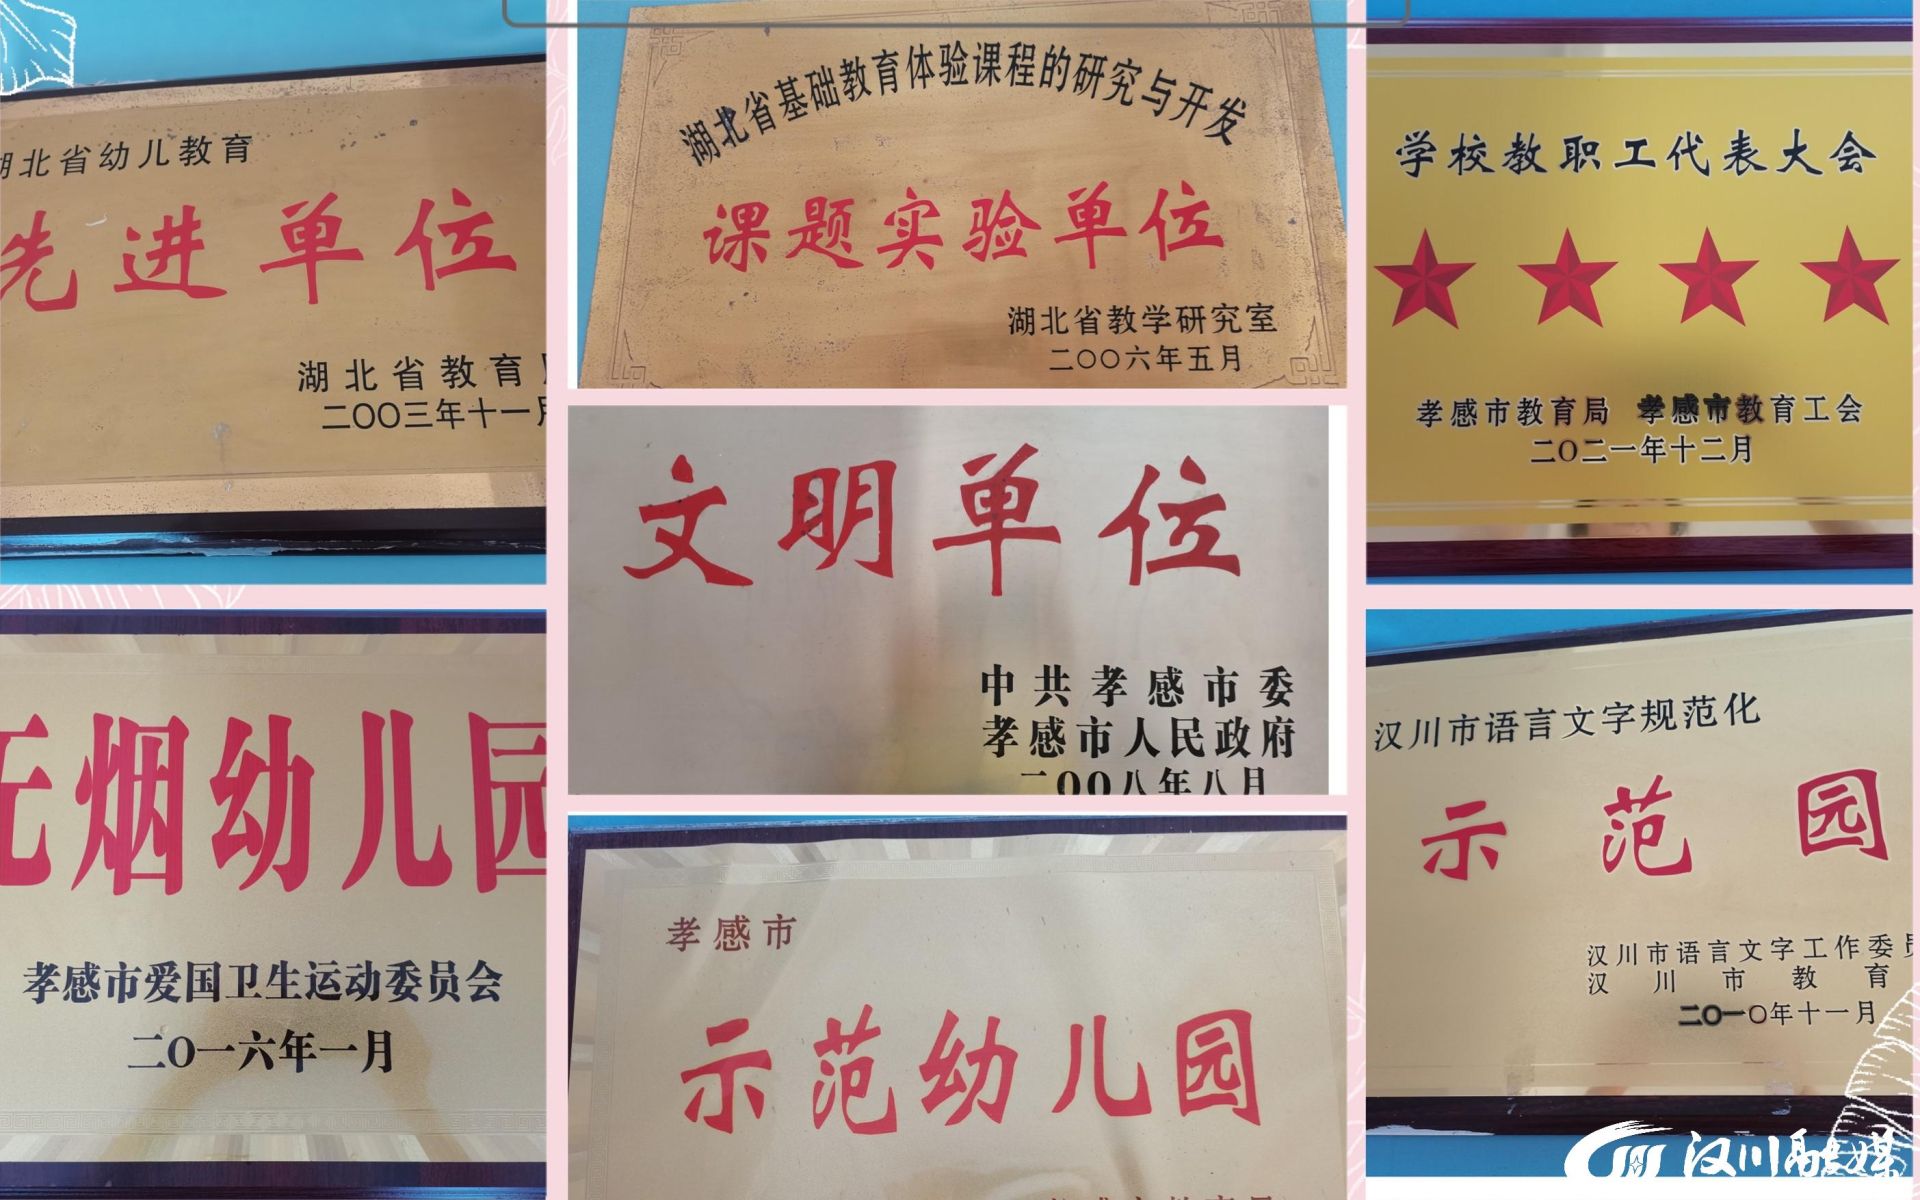 湖北省幼儿教育
先进单位
湖北省教育
二〇〇三年十一月
湖北省基础教育体验课程的研究与开发
课题实验单位
湖北省教学研究室
二〇〇六年五月
学校教职工代表大会
孝感市教育局 孝感市教育工会
二〇二一年十二月
文明单位
中共孝感市委
孝感市人民政府
二〇〇八年八月
无烟幼儿园
孝感市爱国卫生运动委员会
二〇一六年一月
孝感市
示范幼儿园
汉川市语言文字规范化
示范园
汉川市语言文字工作委员
汉川市教育
二〇一〇年十一月
汉川融媒